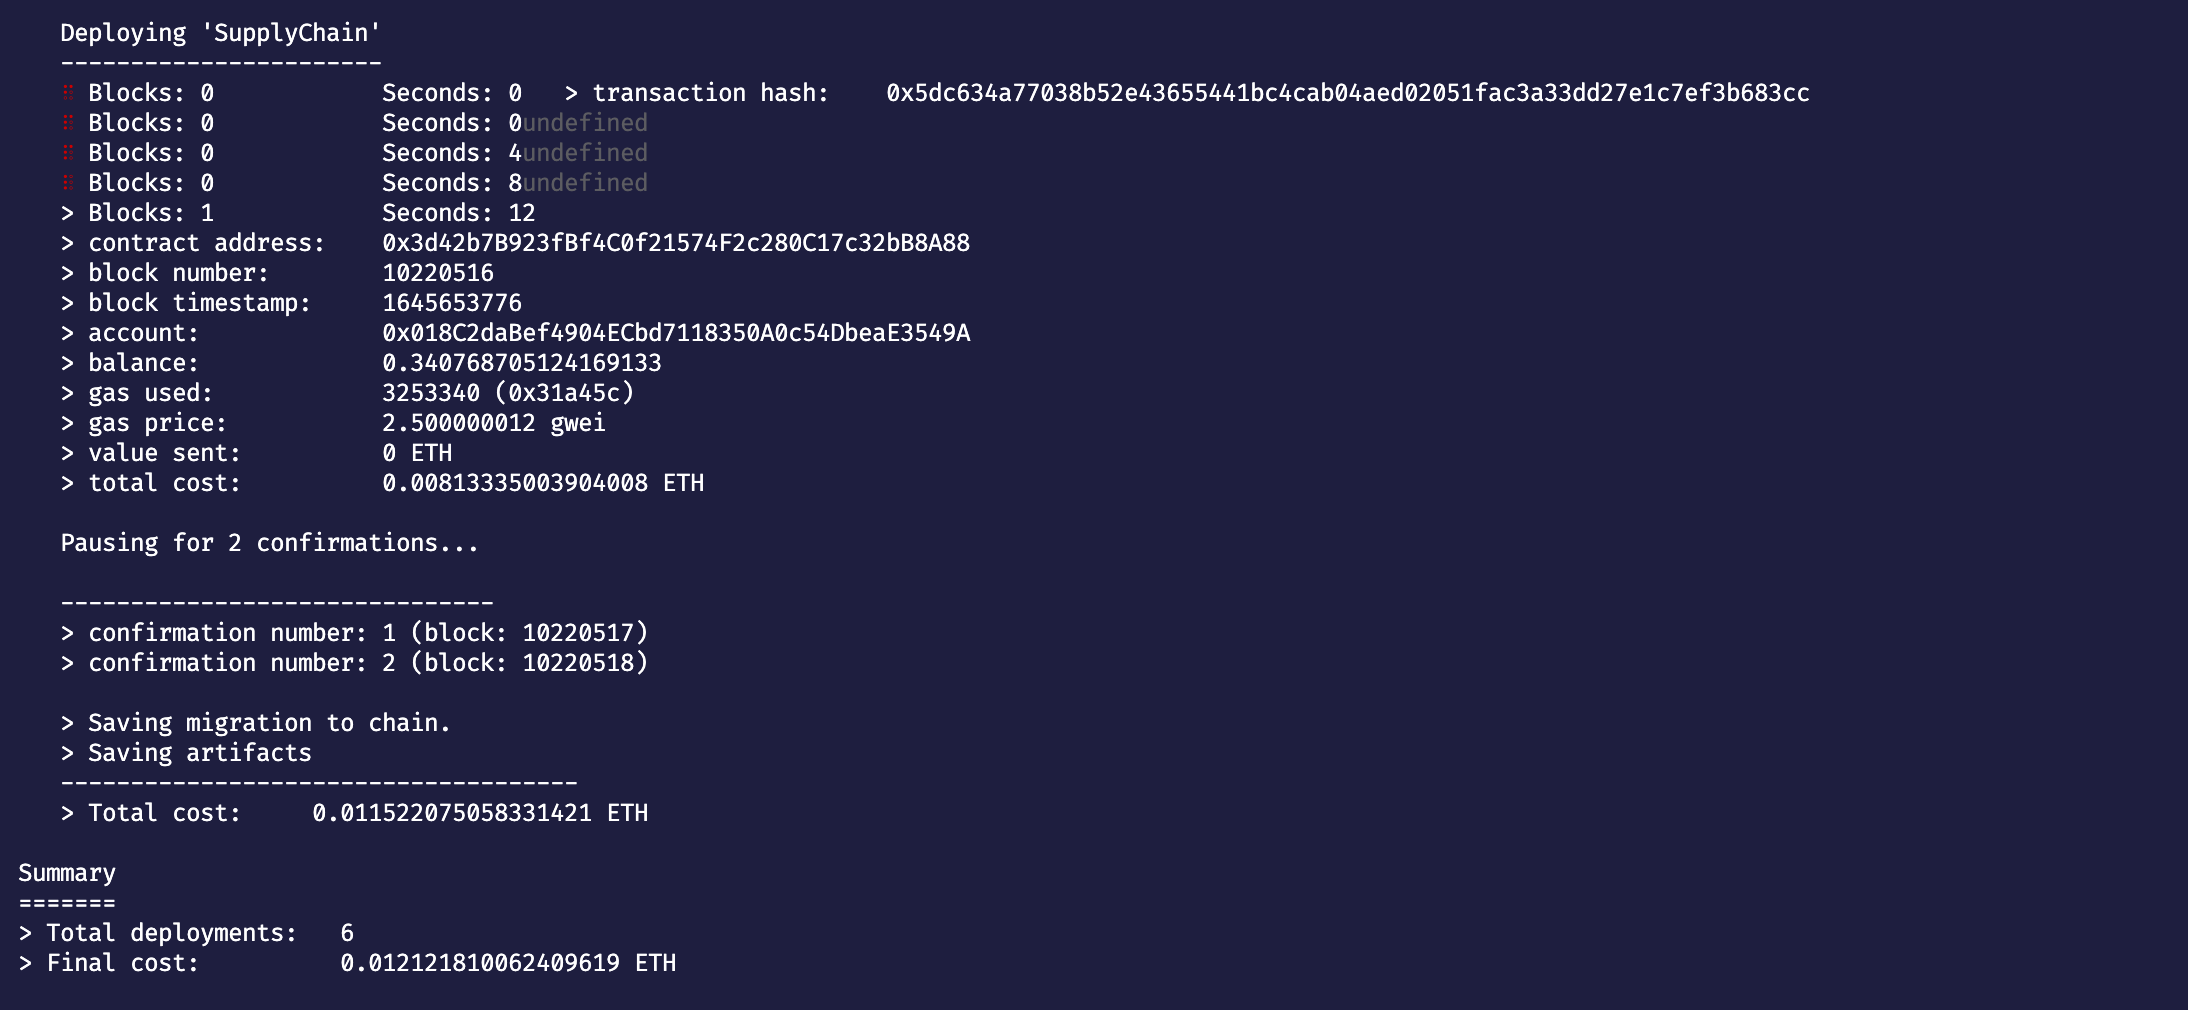 Deploying 'SupplyChain'
-----------------------
⠿ Blocks: 0            Seconds: 0   > transaction hash:    0x5dc634a77038b52e43655441bc4cab04aed02051fac3a33dd27e1c7ef3b683cc
⠿ Blocks: 0            Seconds: 0undefined
⠿ Blocks: 0            Seconds: 4undefined
⠿ Blocks: 0            Seconds: 8undefined
> Blocks: 1            Seconds: 12
> contract address:    0x3d42b7B923fBf4C0f21574F2c280C17c32bB8A88
> block number:        10220516
> block timestamp:     1645653776
> account:             0x018C2daBef4904ECbd7118350A0c54DbeaE3549A
> balance:             0.340768705124169133
> gas used:            3253340 (0x31a45c)
> gas price:           2.500000012 gwei
> value sent:          0 ETH
> total cost:          0.00813335003904008 ETH
Pausing for 2 confirmations...
-------------------------------
> confirmation number: 1 (block: 10220517)
> confirmation number: 2 (block: 10220518)
> Saving migration to chain.
> Saving artifacts
-------------------------------------
> Total cost:     0.011522075058331421 ETH
Summary
=======
> Total deployments:   6
> Final cost:          0.012121810062409619 ETH